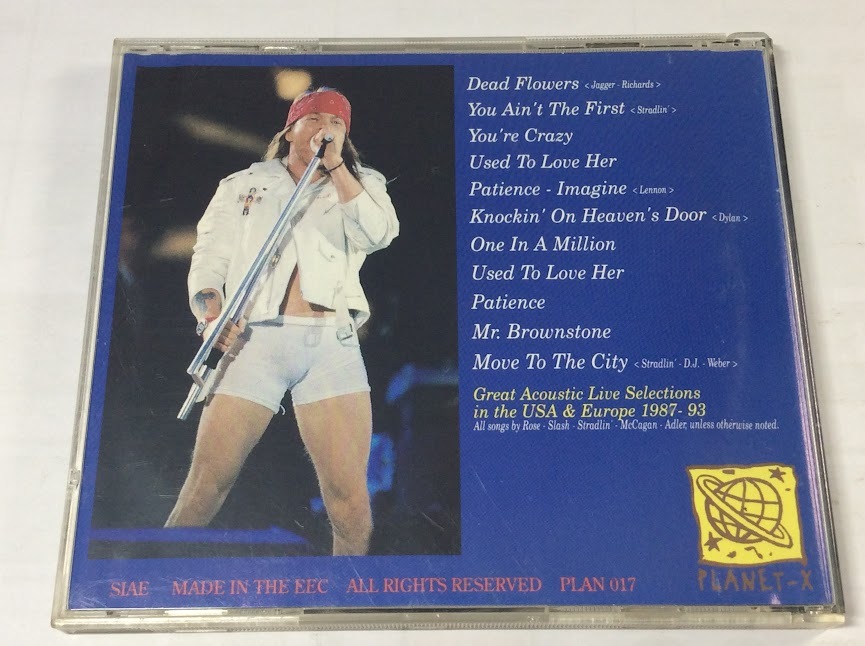 Dead Flowers < Jagger - Richards >
You Ain't The First < Stradlin' >
You're Crazy
Used To Love Her
Patience - Imagine < Lennon >
Knockin' On Heaven's Door < Dylan >
One In A Million
Used To Love Her
Patience
Mr. Brownstone
Move To The City < Stradlin' - D.J. - Weber >
Great Acoustic Live Selections
in the USA & Europe 1987- 93
All songs by Rose - Slash - Stradlin' - McCagan - Adler, unless otherwise noted.
PLANET-X
SIAE MADE IN THE EEC ALL RIGHTS RESERVED PLAN 017